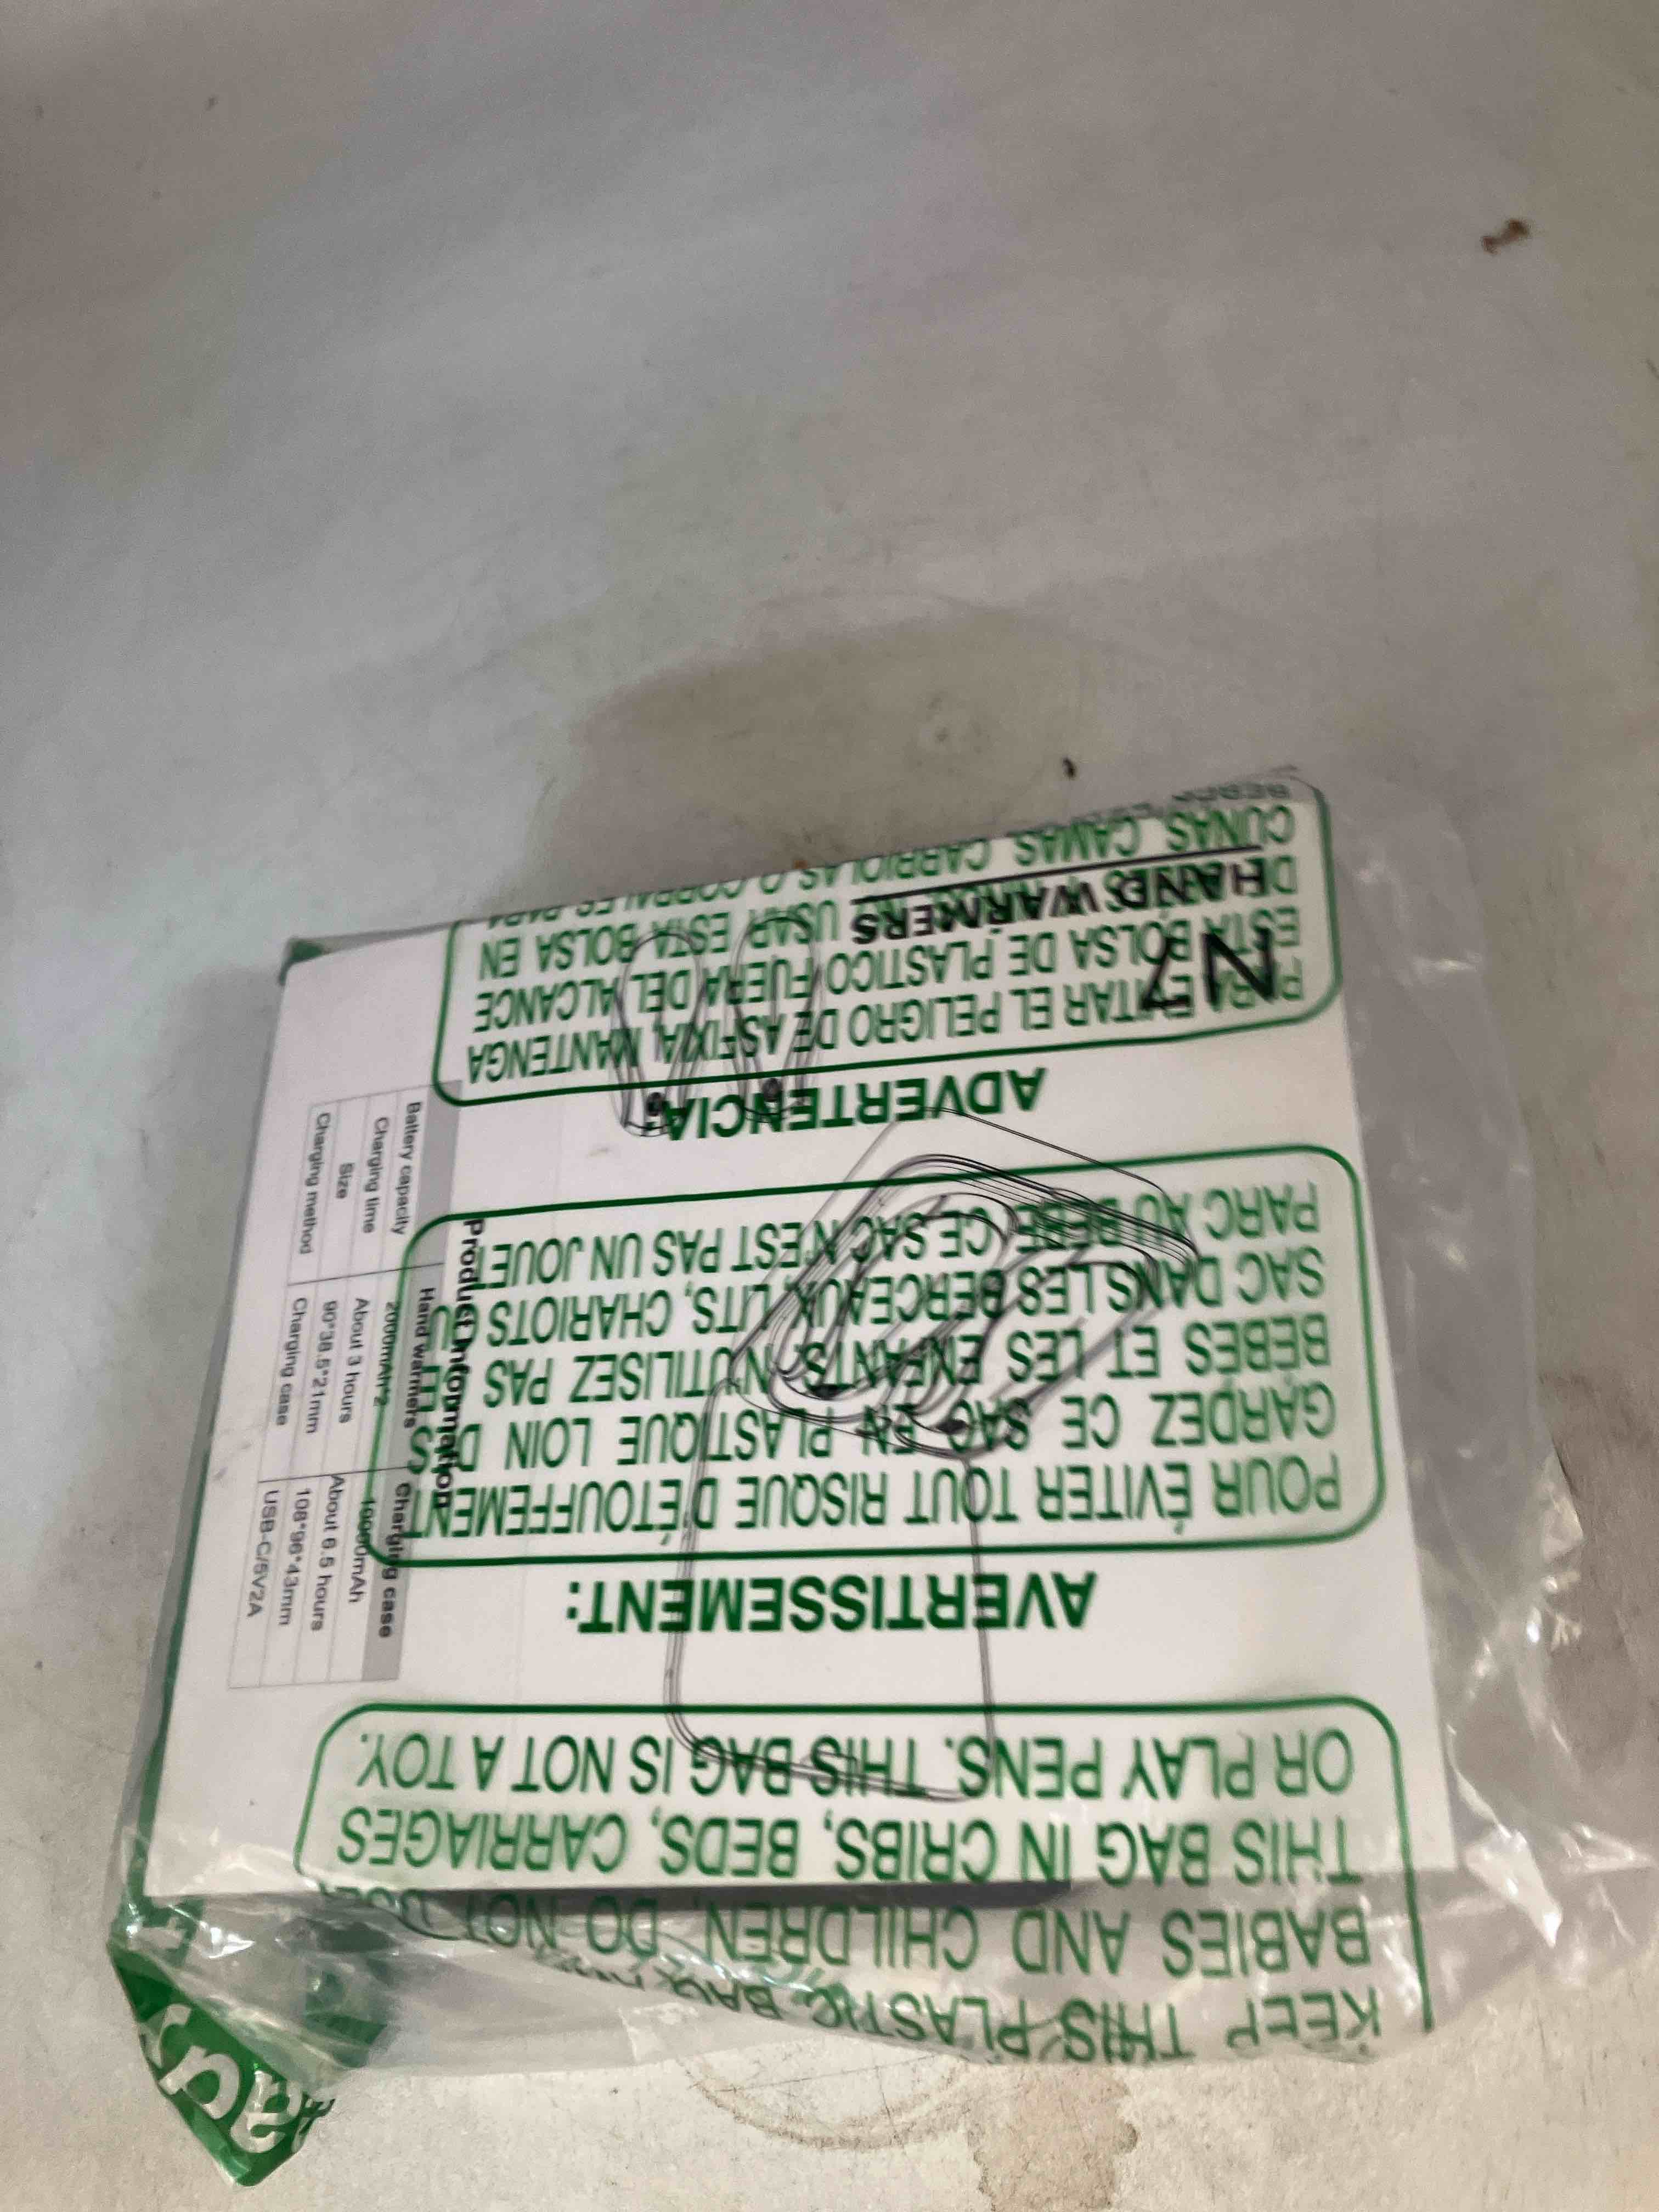 KEEP THIS PLASTIC BAG
BABIES AND CHILDREN, DO NOT USE
THIS BAG IN CRIBS, BEDS, CARRIAGES
OR PLAY PENS. THIS BAG IS NOT A TOY.
AVERTISSEMENT:
POUR ÉVITER TOUT RISQUE D'ÉTOUFFEMENT
GARDEZ CE SAC EN PLASTIQUE LOIN DES
BEBES ET LES ENFANTS. N'UTILISEZ PAS LE
SAC DANS LES BERCEAUX, LITS, CHARIOTS OU
PARC AU BEBE CE SAC N'EST PAS UN JOUET
ADVERTENCIA:
PARA EVITAR EL PELIGRO DE ASFIXIA, MANTENGA
ESTA BOLSA DE PLASTICO FUERA DEL ALCANCE
DE USAR ESTA BOLSA EN
CUNAS, CAMAS, CARRIOLAS O CORRALES PARA
BEBES
N7
HANDS WARMERS
Product Information
Hand warmers Charging case
Battery capacity 2000mAh*2 10000mAh
Charging time About 3 hours About 6.5 hours
Size 90*38.5*21mm 108*96*43mm
Charging method Charging case USB-C/5V2A